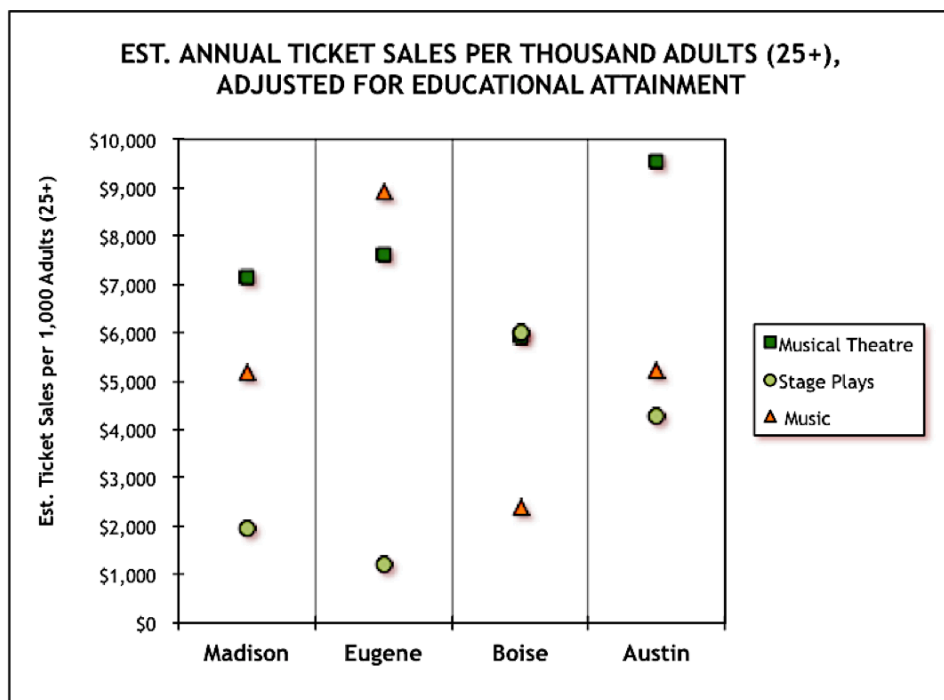 EST. ANNUAL TICKET SALES PER THOUSAND ADULTS (25+),
ADJUSTED FOR EDUCATIONAL ATTAINMENT
Est. Ticket Sales per 1,000 Adults (25+)
$10,000
$9,000
$8,000
$7,000
$6,000
$5,000
$4,000
$3,000
$2,000
$1,000
$0
Madison Eugene Boise Austin
Musical Theatre
Stage Plays
Music